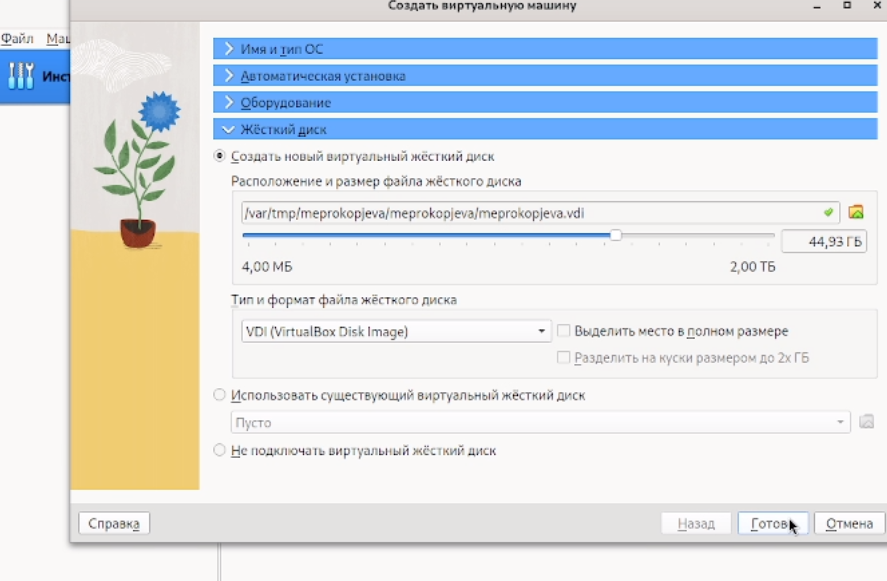 Создать виртуальную машину
Файл
Имя и тип ОС
Автоматическая установка
Оборудование
Жёсткий диск
Создать новый виртуальный жёсткий диск
Расположение и размер файла жёсткого диска
/var/tmp/meprokopjeva/meprokopjeva/meprokopjeva.vdi
44,93 ГБ
4,00 МБ 2,00 ТБ
Тип и формат файла жёсткого диска
VDI (VirtualBox Disk Image) Выделить место в полном размере
Разделить на куски размером до 2х ГБ
Использовать существующий виртуальный жёсткий диск
Пусто
Не подключать виртуальный жёсткий диск
Справка Назад Готово Отмена